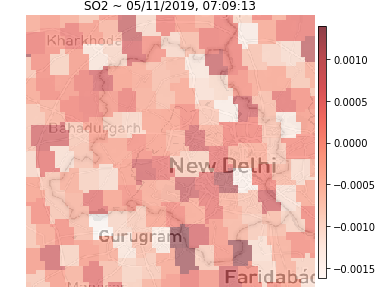 SO2 ~ 05/11/2019, 07:09:13
Kharkhoda
Bahadurgarh
New Delhi
Gurugram
Faridabad
0.0010
0.0005
0.0000
−0.0005
−0.0010
−0.0015